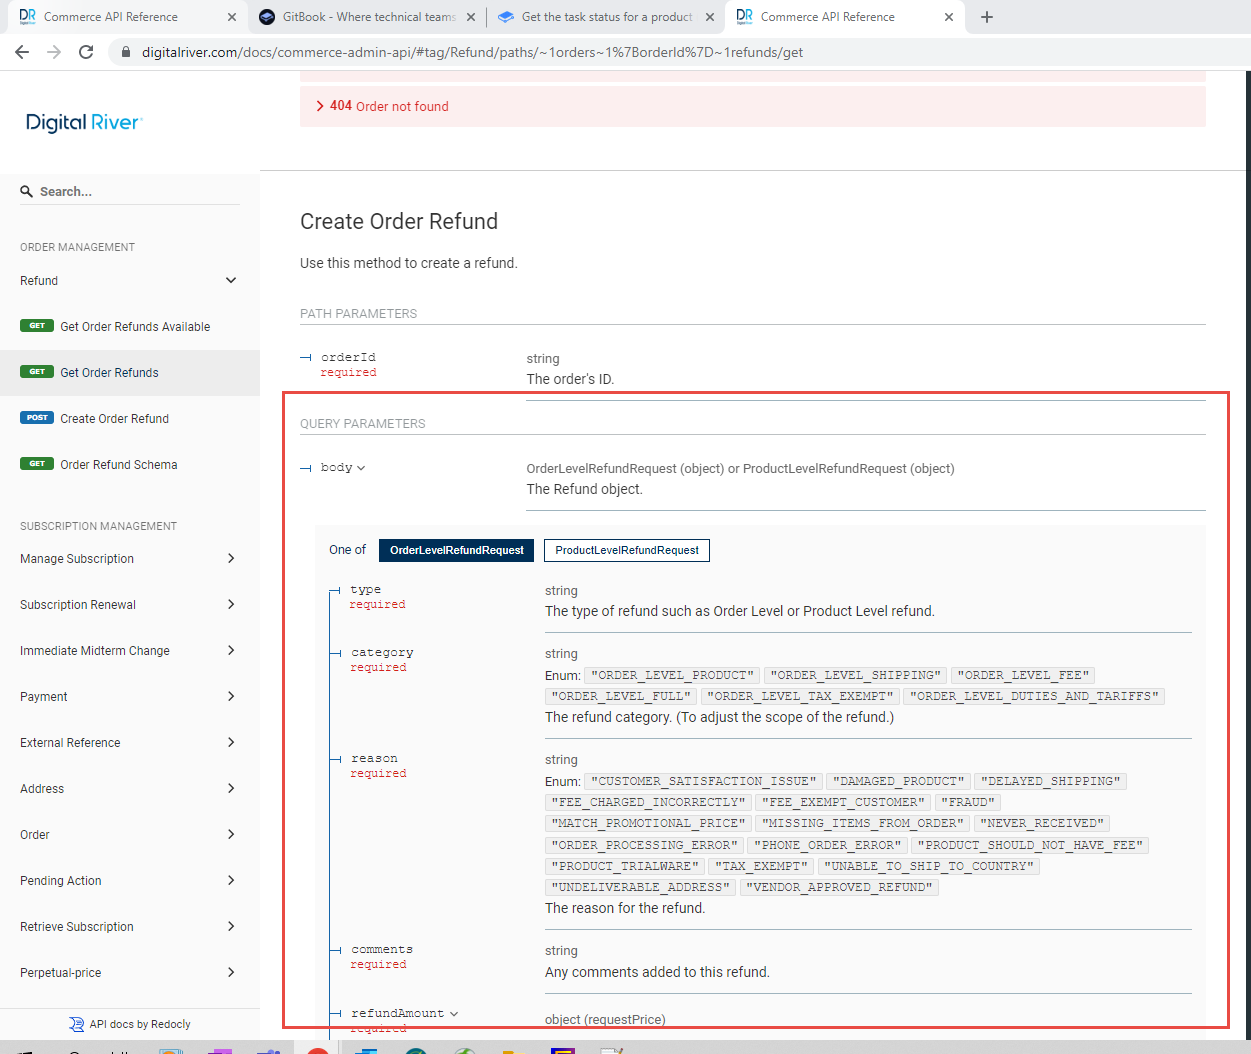 DR Commerce API Reference
GitBook - Where technical teams
Get the task status for a product
DR Commerce API Reference
digitalriver.com/docs/commerce-admin-api/#tag/Refund/paths/~1orders~1%7BorderId%7D~1refunds/get
404 Order not found
Digital River
Search...
ORDER MANAGEMENT
Refund
GET Get Order Refunds Available
GET Get Order Refunds
POST Create Order Refund
GET Order Refund Schema
SUBSCRIPTION MANAGEMENT
Manage Subscription
Subscription Renewal
Immediate Midterm Change
Payment
External Reference
Address
Order
Pending Action
Retrieve Subscription
Perpetual-price
API docs by Redocly
Create Order Refund
Use this method to create a refund.
PATH PARAMETERS
orderId
required
string
The order's ID.
QUERY PARAMETERS
body
OrderLevelRefundRequest (object) or ProductLevelRefundRequest (object)
The Refund object.
One of OrderLevelRefundRequest ProductLevelRefundRequest
type
required
string
The type of refund such as Order Level or Product Level refund.
category
required
string
Enum: "ORDER_LEVEL_PRODUCT" "ORDER_LEVEL_SHIPPING" "ORDER_LEVEL_FEE"
"ORDER_LEVEL_FULL" "ORDER_LEVEL_TAX_EXEMPT" "ORDER_LEVEL_DUTIES_AND_TARIFFS"
The refund category. (To adjust the scope of the refund.)
reason
required
string
Enum: "CUSTOMER_SATISFACTION_ISSUE" "DAMAGED_PRODUCT" "DELAYED_SHIPPING"
"FEE_CHARGED_INCORRECTLY" "FEE_EXEMPT_CUSTOMER" "FRAUD"
"MATCH_PROMOTIONAL_PRICE" "MISSING_ITEMS_FROM_ORDER" "NEVER_RECEIVED"
"ORDER_PROCESSING_ERROR" "PHONE_ORDER_ERROR" "PRODUCT_SHOULD_NOT_HAVE_FEE"
"PRODUCT_TRIALWARE" "TAX_EXEMPT" "UNABLE_TO_SHIP_TO_COUNTRY"
"UNDELIVERABLE_ADDRESS" "VENDOR_APPROVED_REFUND"
The reason for the refund.
comments
required
string
Any comments added to this refund.
refundAmount
required
object (requestPrice)